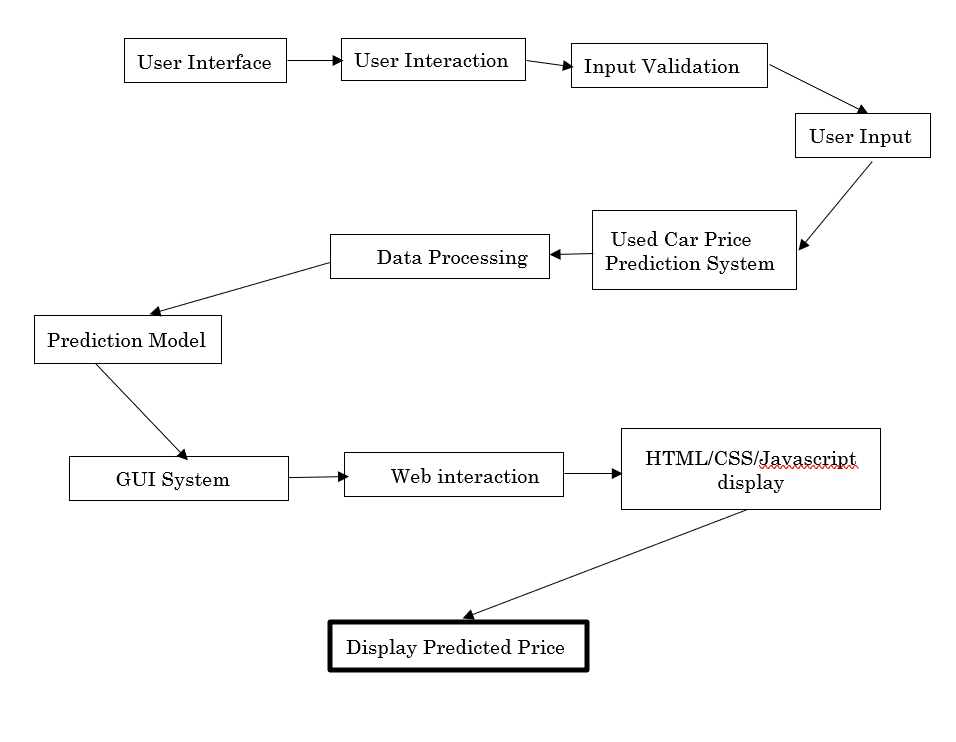 User Interface
User Interaction
Input Validation
User Input
Used Car Price
Prediction System
Data Processing
Prediction Model
GUI System
Web interaction
HTML/CSS/Javascript
display
Display Predicted Price